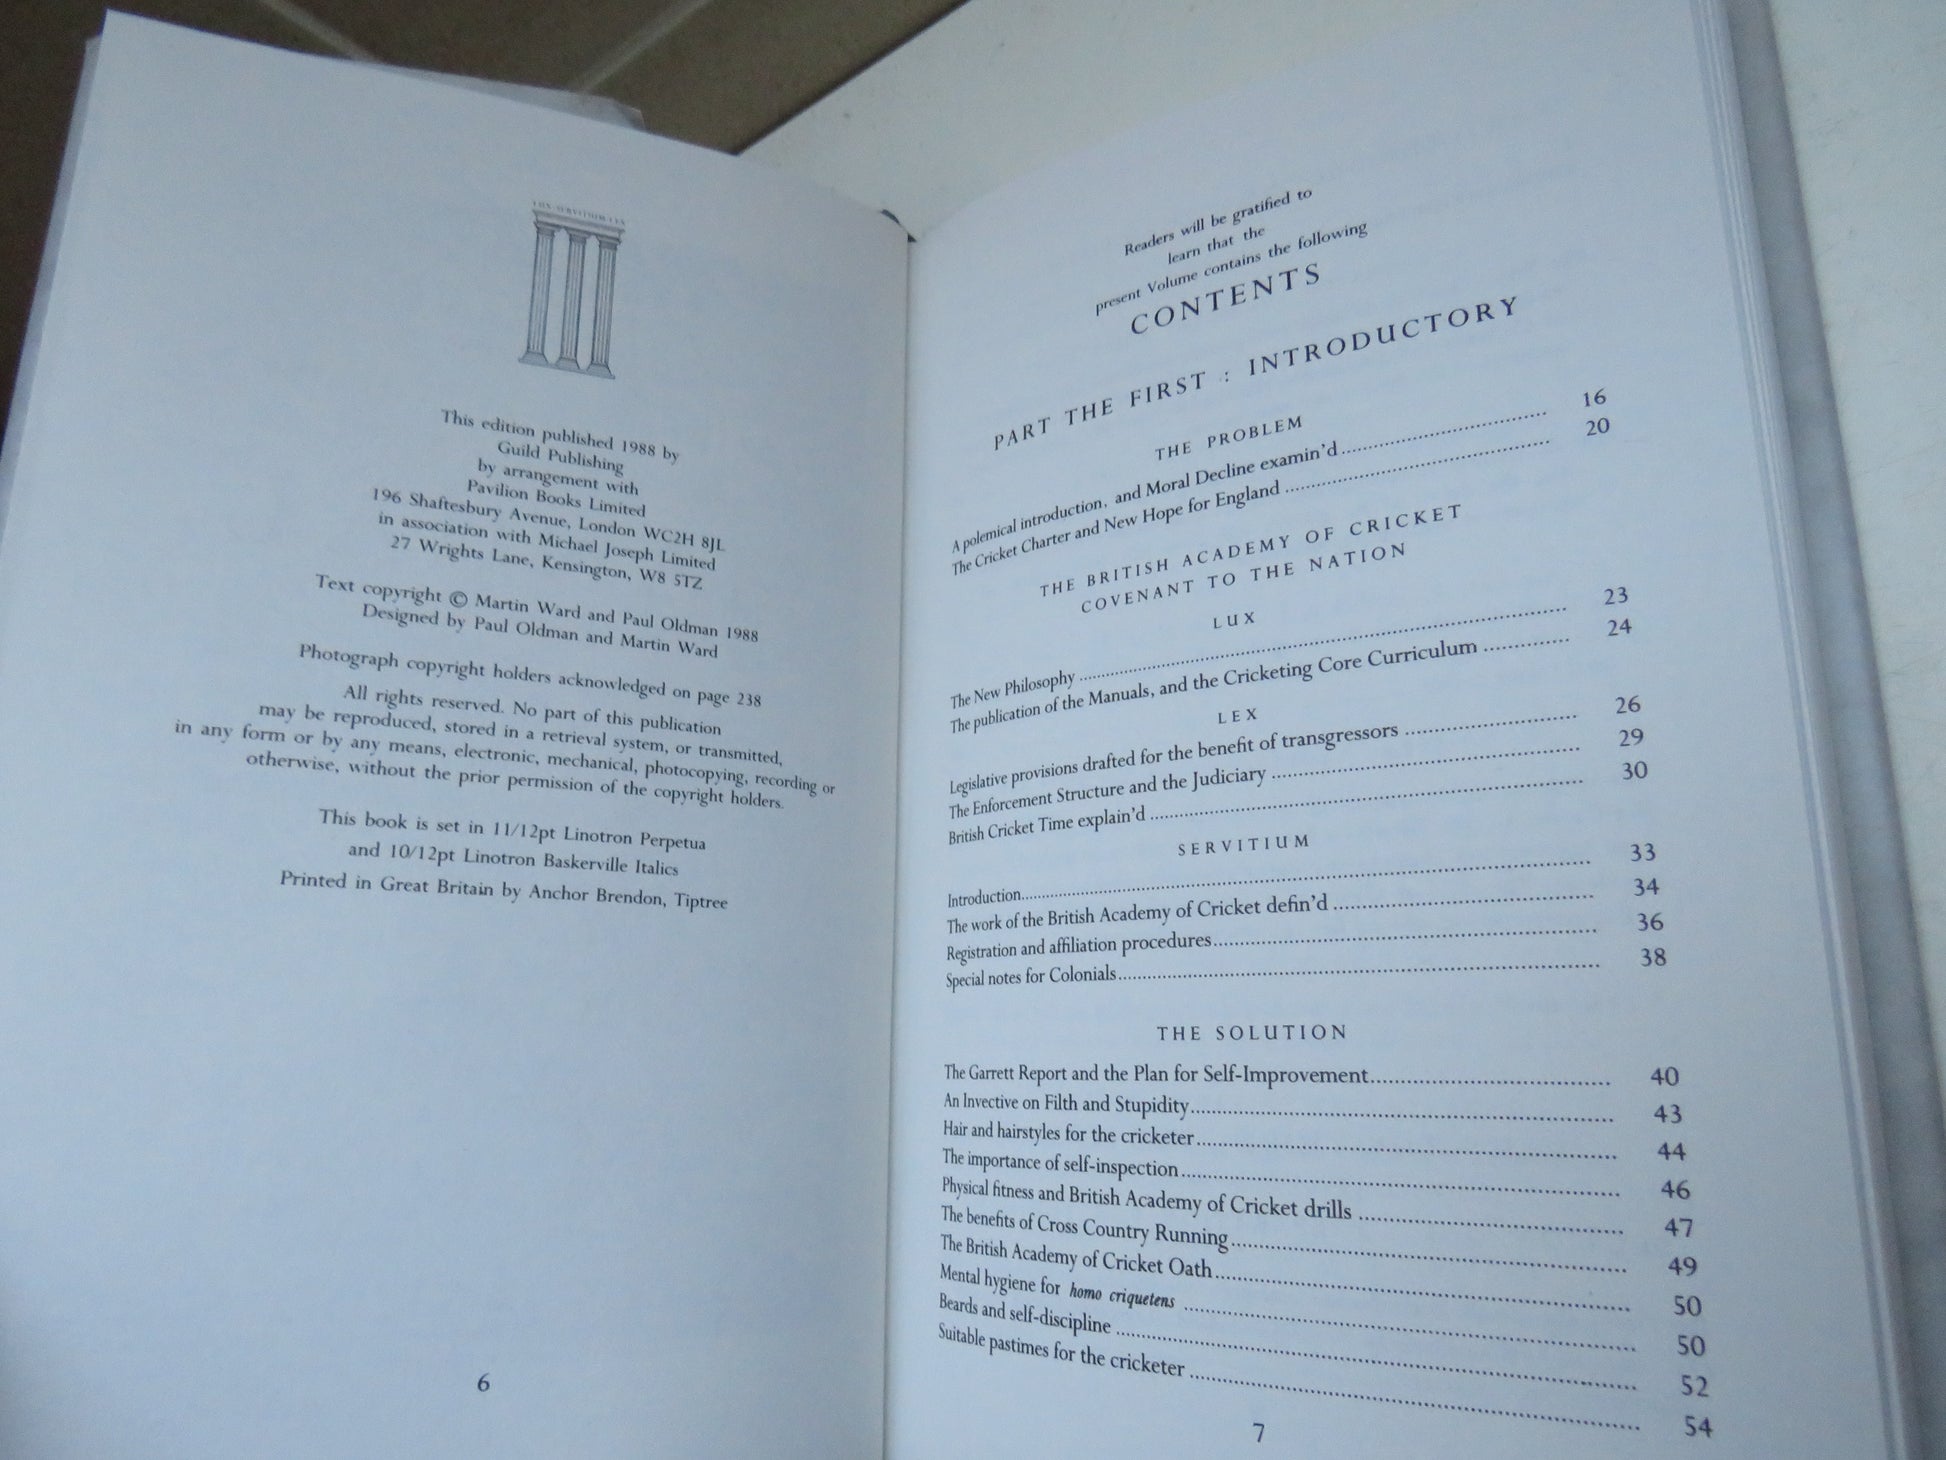 LUX SERVITIUM LEX
This edition published 1988 by
Guild Publishing
by arrangement with
Pavilion Books Limited
196 Shaftesbury Avenue, London WC2H 8JL
in association with Michael Joseph Limited
27 Wrights Lane, Kensington, W8 5TZ
Text copyright © Martin Ward and Paul Oldman 1988
Designed by Paul Oldman and Martin Ward
Photograph copyright holders acknowledged on page 238
All rights reserved. No part of this publication
may be reproduced, stored in a retrieval system, or transmitted,
in any form or by any means, electronic, mechanical, photocopying, recording or
otherwise, without the prior permission of the copyright holders.
This book is set in 11/12pt Linotron Perpetua
and 10/12pt Linotron Baskerville Italics
Printed in Great Britain by Anchor Brendon, Tiptree
6
Readers will be gratified to
learn that the
present Volume contains the following
CONTENTS
PART THE FIRST : INTRODUCTORY
THE PROBLEM
A polemical introduction, and Moral Decline examin'd ........ 16
The Cricket Charter and New Hope for England ........ 20
THE BRITISH ACADEMY OF CRICKET
COVENANT TO THE NATION
LUX
The New Philosophy ........ 23
The publication of the Manuals, and the Cricketing Core Curriculum ........ 24
LEX
Legislative provisions drafted for the benefit of transgressors ........ 26
The Enforcement Structure and the Judiciary ........ 29
British Cricket Time explain'd ........ 30
SERVITIUM
Introduction........ 33
The work of the British Academy of Cricket defin'd ........ 34
Registration and affiliation procedures........ 36
Special notes for Colonials........ 38
THE SOLUTION
The Garrett Report and the Plan for Self-Improvement........ 40
An Invective on Filth and Stupidity........ 43
Hair and hairstyles for the cricketer........ 44
The importance of self-inspection........ 46
Physical fitness and British Academy of Cricket drills ........ 47
The benefits of Cross Country Running........ 49
The British Academy of Cricket Oath........ 50
Mental hygiene for homo criquetens ........ 50
Beards and self-discipline ........ 52
Suitable pastimes for the cricketer ........ 54
7